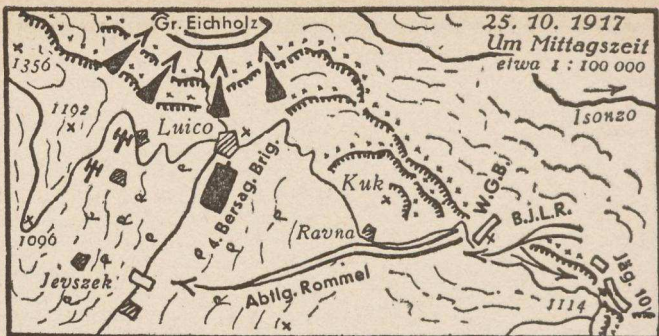 Gr. Eichholz
25. 10. 1917
Um Mittagszeit
etwa 1 : 100 000
1356
1192
Luico
Isonzo
4. Bersag. Brig.
Kuk
W.G.B.
B.J.L.R.
1096
Ravna
Jevszek
Abtlg. Rommel
1114
Jäg. 10